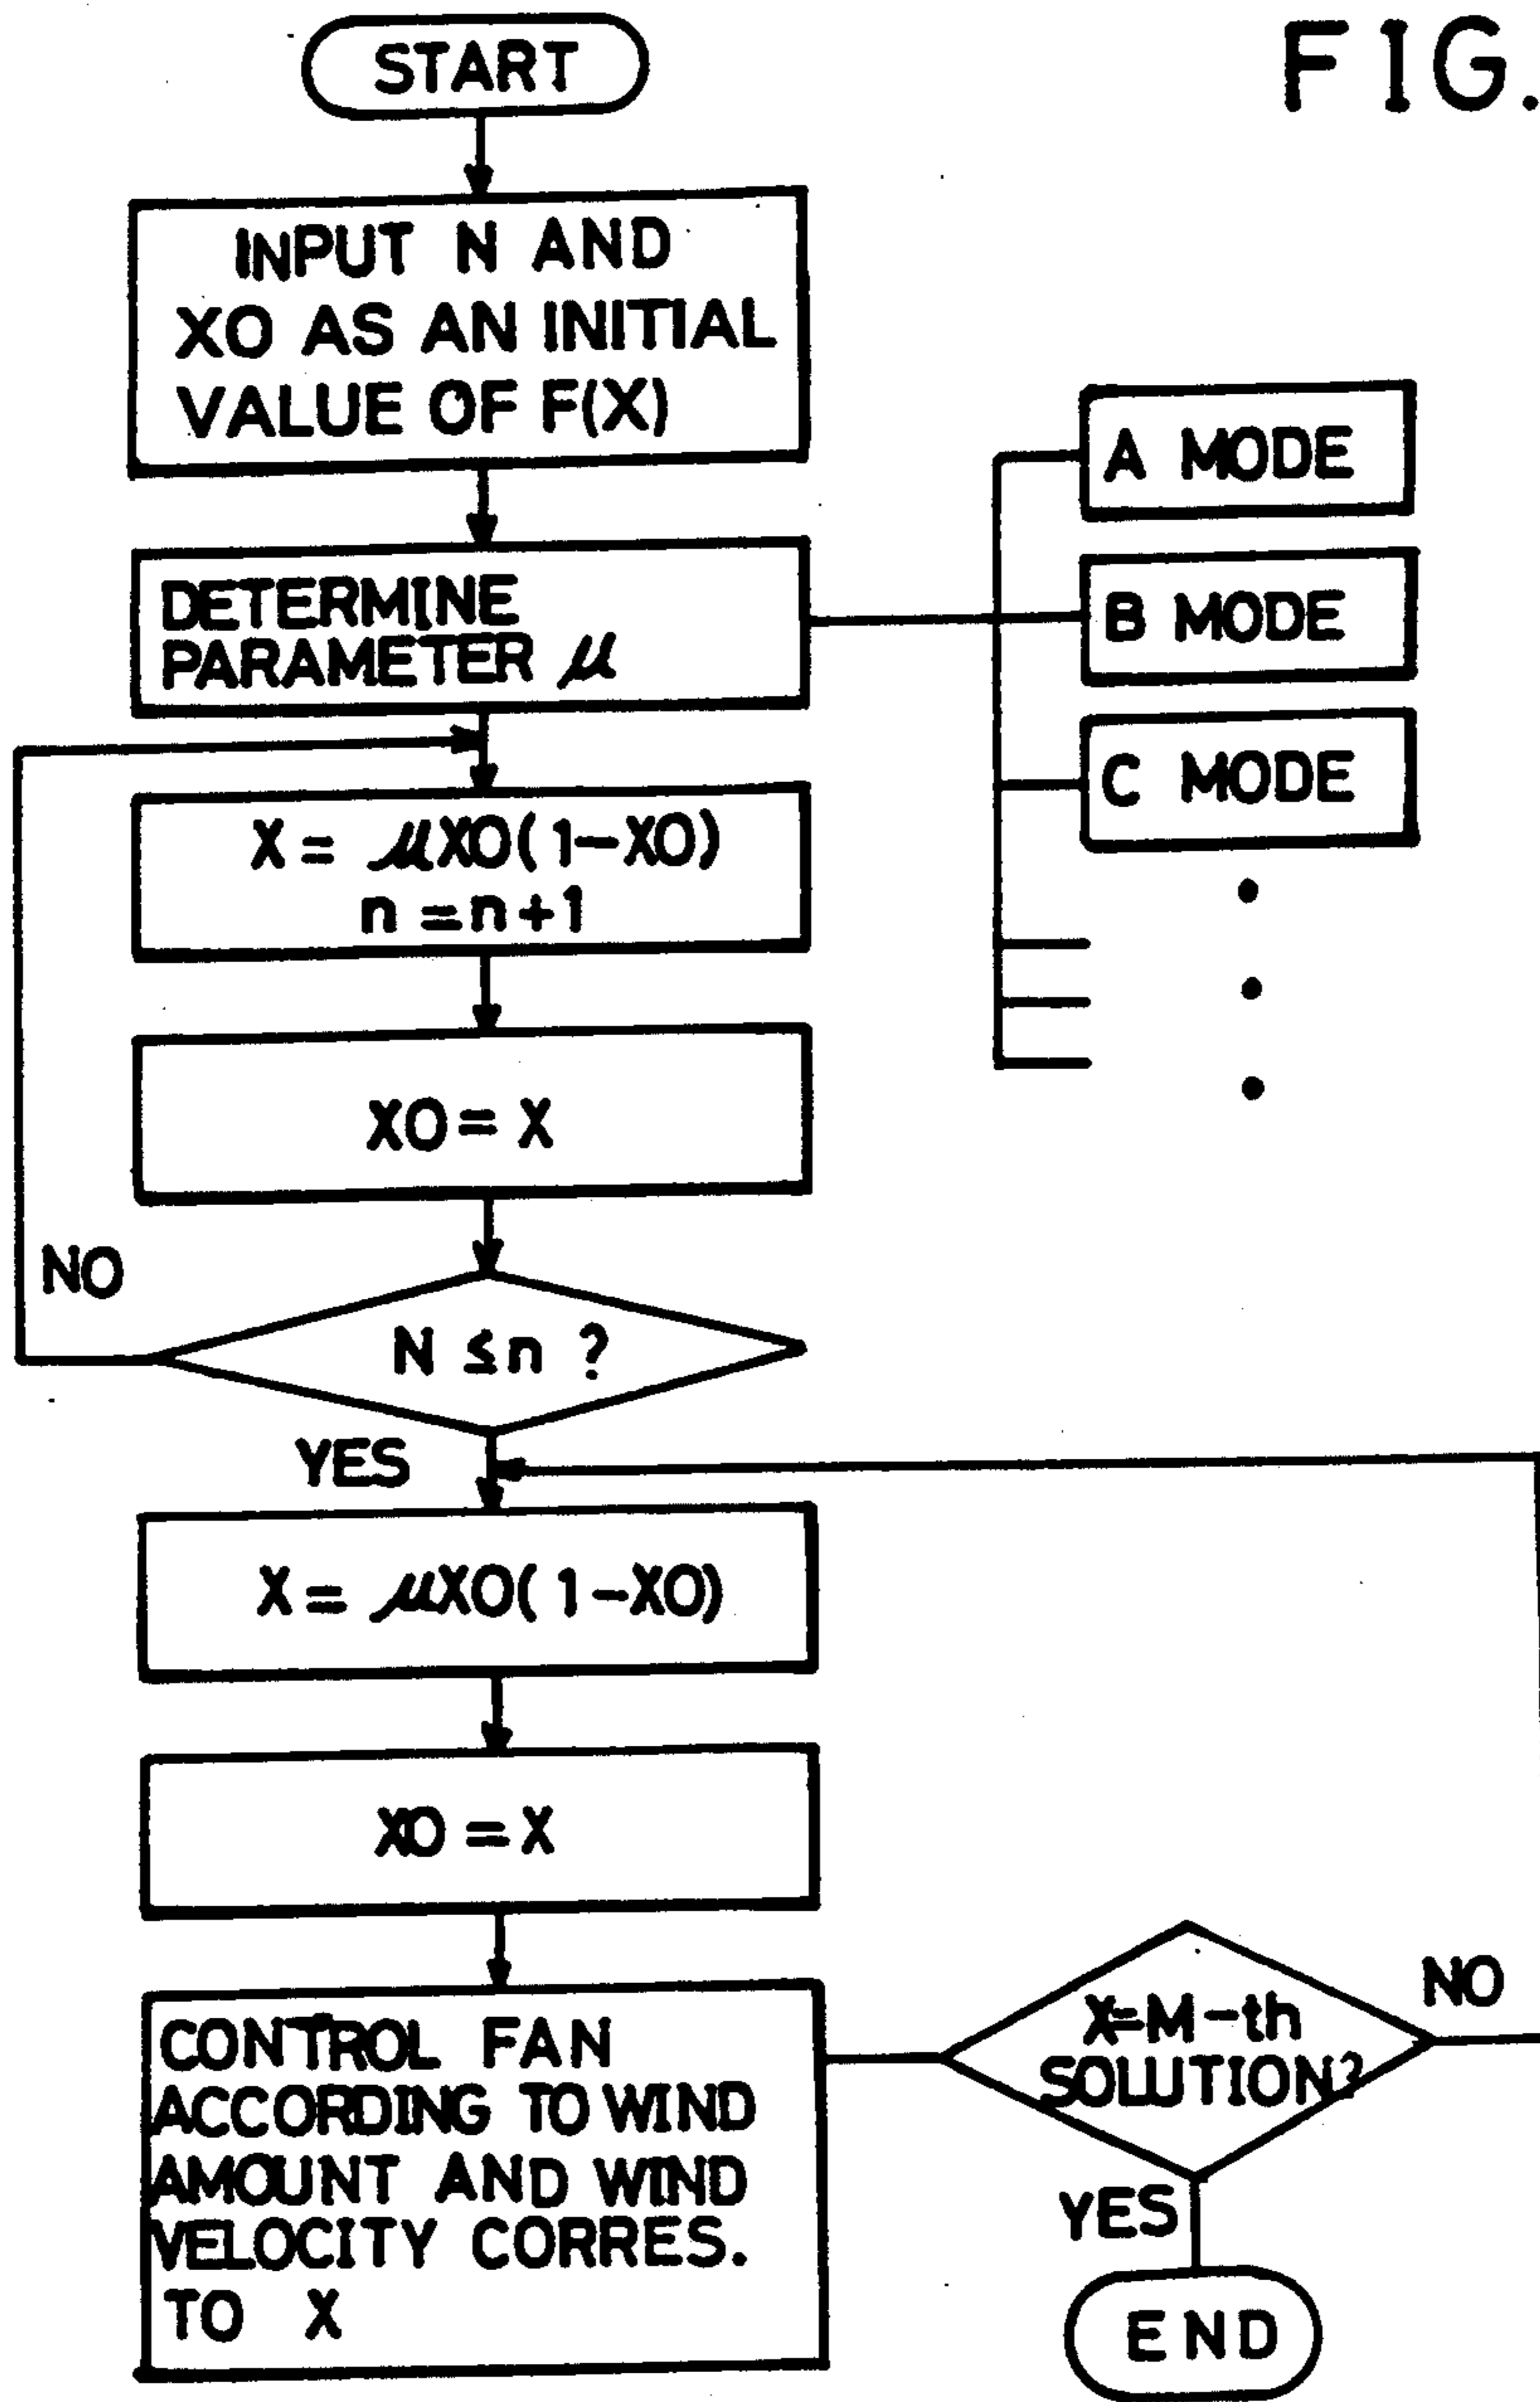 FIG.
START
INPUT N AND
XO AS AN INITIAL
VALUE OF F(X)
DETERMINE
PARAMETER μ
A MODE
B MODE
C MODE
X = μXO(1-XO)
n = n+1
XO = X
NO
N ≤ n ?
YES
X = μXO(1-XO)
XO = X
CONTROL FAN
ACCORDING TO WIND
AMOUNT AND WIND
VELOCITY CORRES.
TO X
X=M-th
SOLUTION?
NO
YES
END